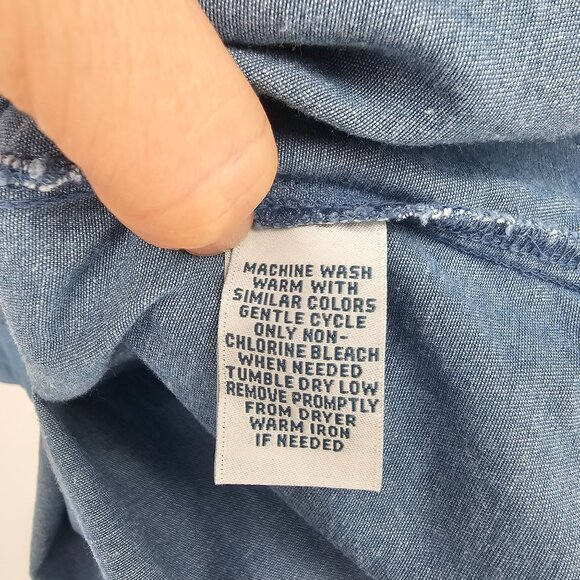 MACHINE WASH
WARM WITH
SIMILAR COLORS
GENTLE CYCLE
ONLY NON-
CHLORINE BLEACH
WHEN NEEDED
TUMBLE DRY LOW
REMOVE PROMPTLY
FROM DRYER
WARM IRON
IF NEEDED